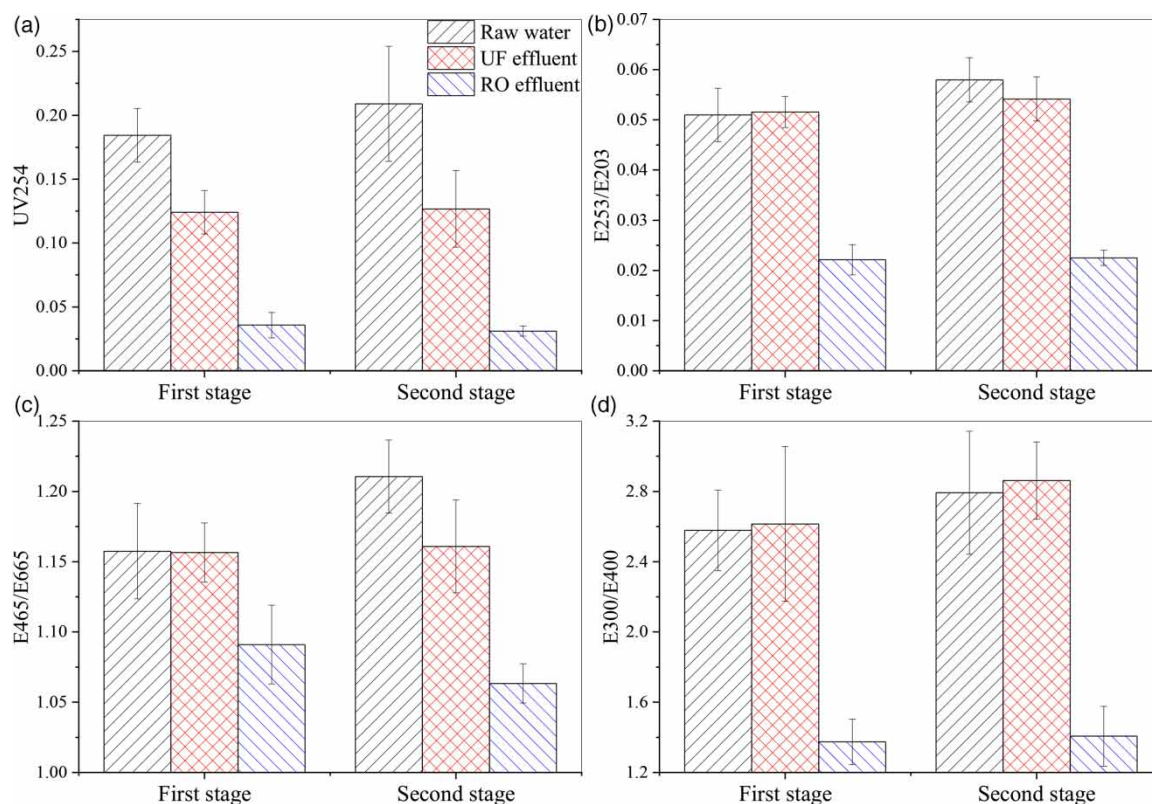 (a)
Raw water
UF effluent
RO effluent
0.25
0.20
0.15
0.10
0.05
0.00
UV254
First stage
Second stage
(b)
0.07
0.06
0.05
0.04
0.03
0.02
0.01
0.00
E253/E203
First stage
Second stage
(c)
1.25
1.20
1.15
1.10
1.05
1.00
E465/E665
First stage
Second stage
(d)
3.2
2.8
2.4
2.0
1.6
1.2
E300/E400
First stage
Second stage